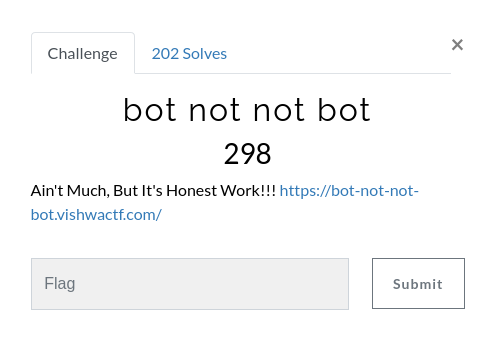 Challenge
202 Solves
×
bot not not bot
298
Ain't Much, But It's Honest Work!!! https://bot-not-not-
bot.vishwactf.com/
Flag
Submit